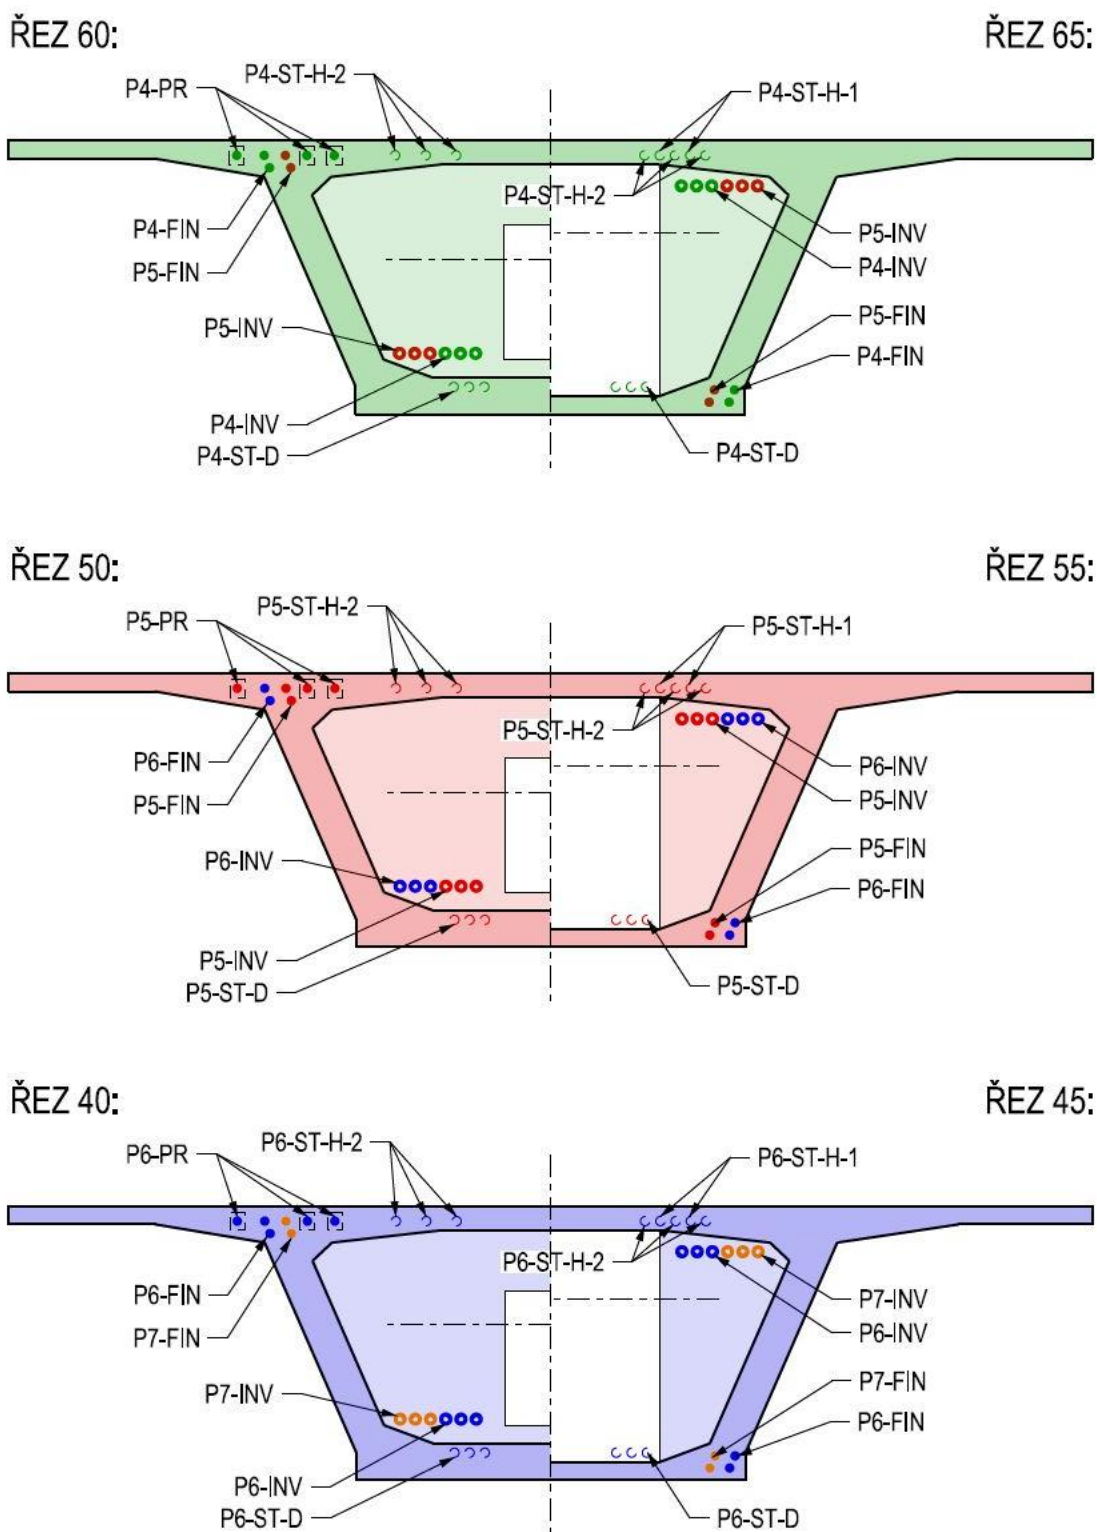 ŘEZ 60:
ŘEZ 65:
P4-PR
P4-ST-H-2
P4-ST-H-1
P4-ST-H-2
P4-FIN
P5-FIN
P5-INV
P4-INV
P5-INV
P5-FIN
P4-FIN
P4-INV
P4-ST-D
P4-ST-D
ŘEZ 50:
ŘEZ 55:
P5-PR
P5-ST-H-2
P5-ST-H-1
P5-ST-H-2
P6-FIN
P5-FIN
P6-INV
P5-INV
P6-INV
P5-FIN
P6-FIN
P5-INV
P5-ST-D
P5-ST-D
ŘEZ 40:
ŘEZ 45:
P6-PR
P6-ST-H-2
P6-ST-H-1
P6-ST-H-2
P6-FIN
P7-FIN
P7-INV
P6-INV
P7-INV
P7-FIN
P6-FIN
P6-INV
P6-ST-D
P6-ST-D